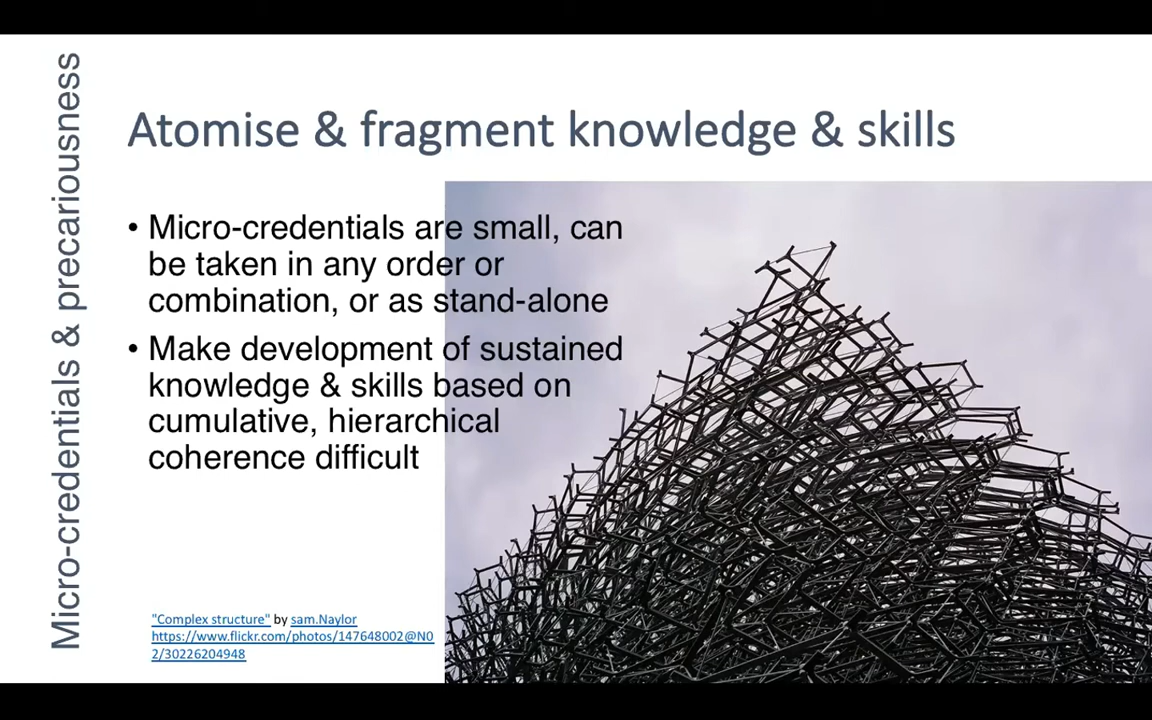 Micro-credentials & precariousness
Atomise & fragment knowledge & skills
• Micro-credentials are small, can
be taken in any order or
combination, or as stand-alone
• Make development of sustained
knowledge & skills based on
cumulative, hierarchical
coherence difficult
"Complex structure" by sam.Naylor
https://www.flickr.com/photos/147648002@N0
2/30226204948